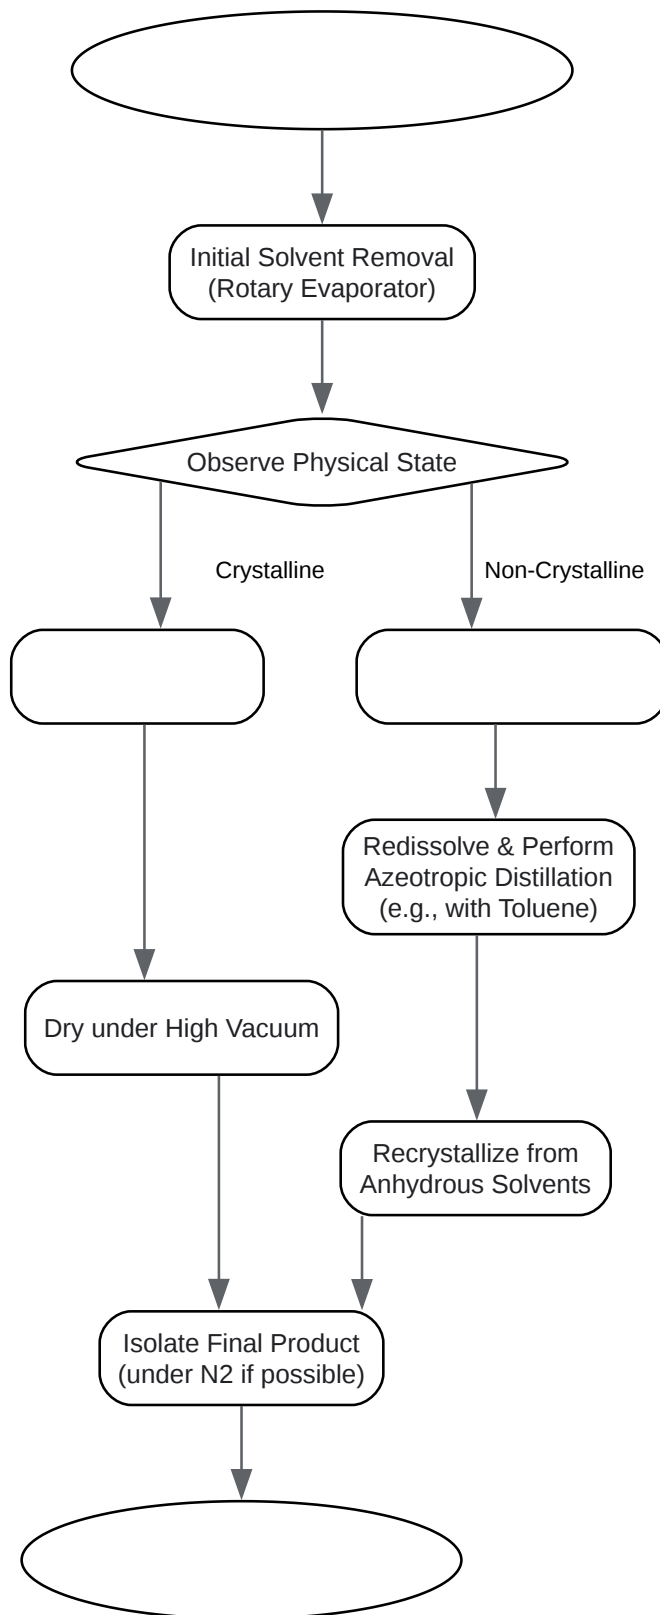 Initial Solvent Removal
(Rotary Evaporator)
Observe Physical State
Crystalline
Non-Crystalline
Redissolve & Perform
Azeotropic Distillation
(e.g., with Toluene)
Dry under High Vacuum
Recrystallize from
Anhydrous Solvents
Isolate Final Product
(under N2 if possible)